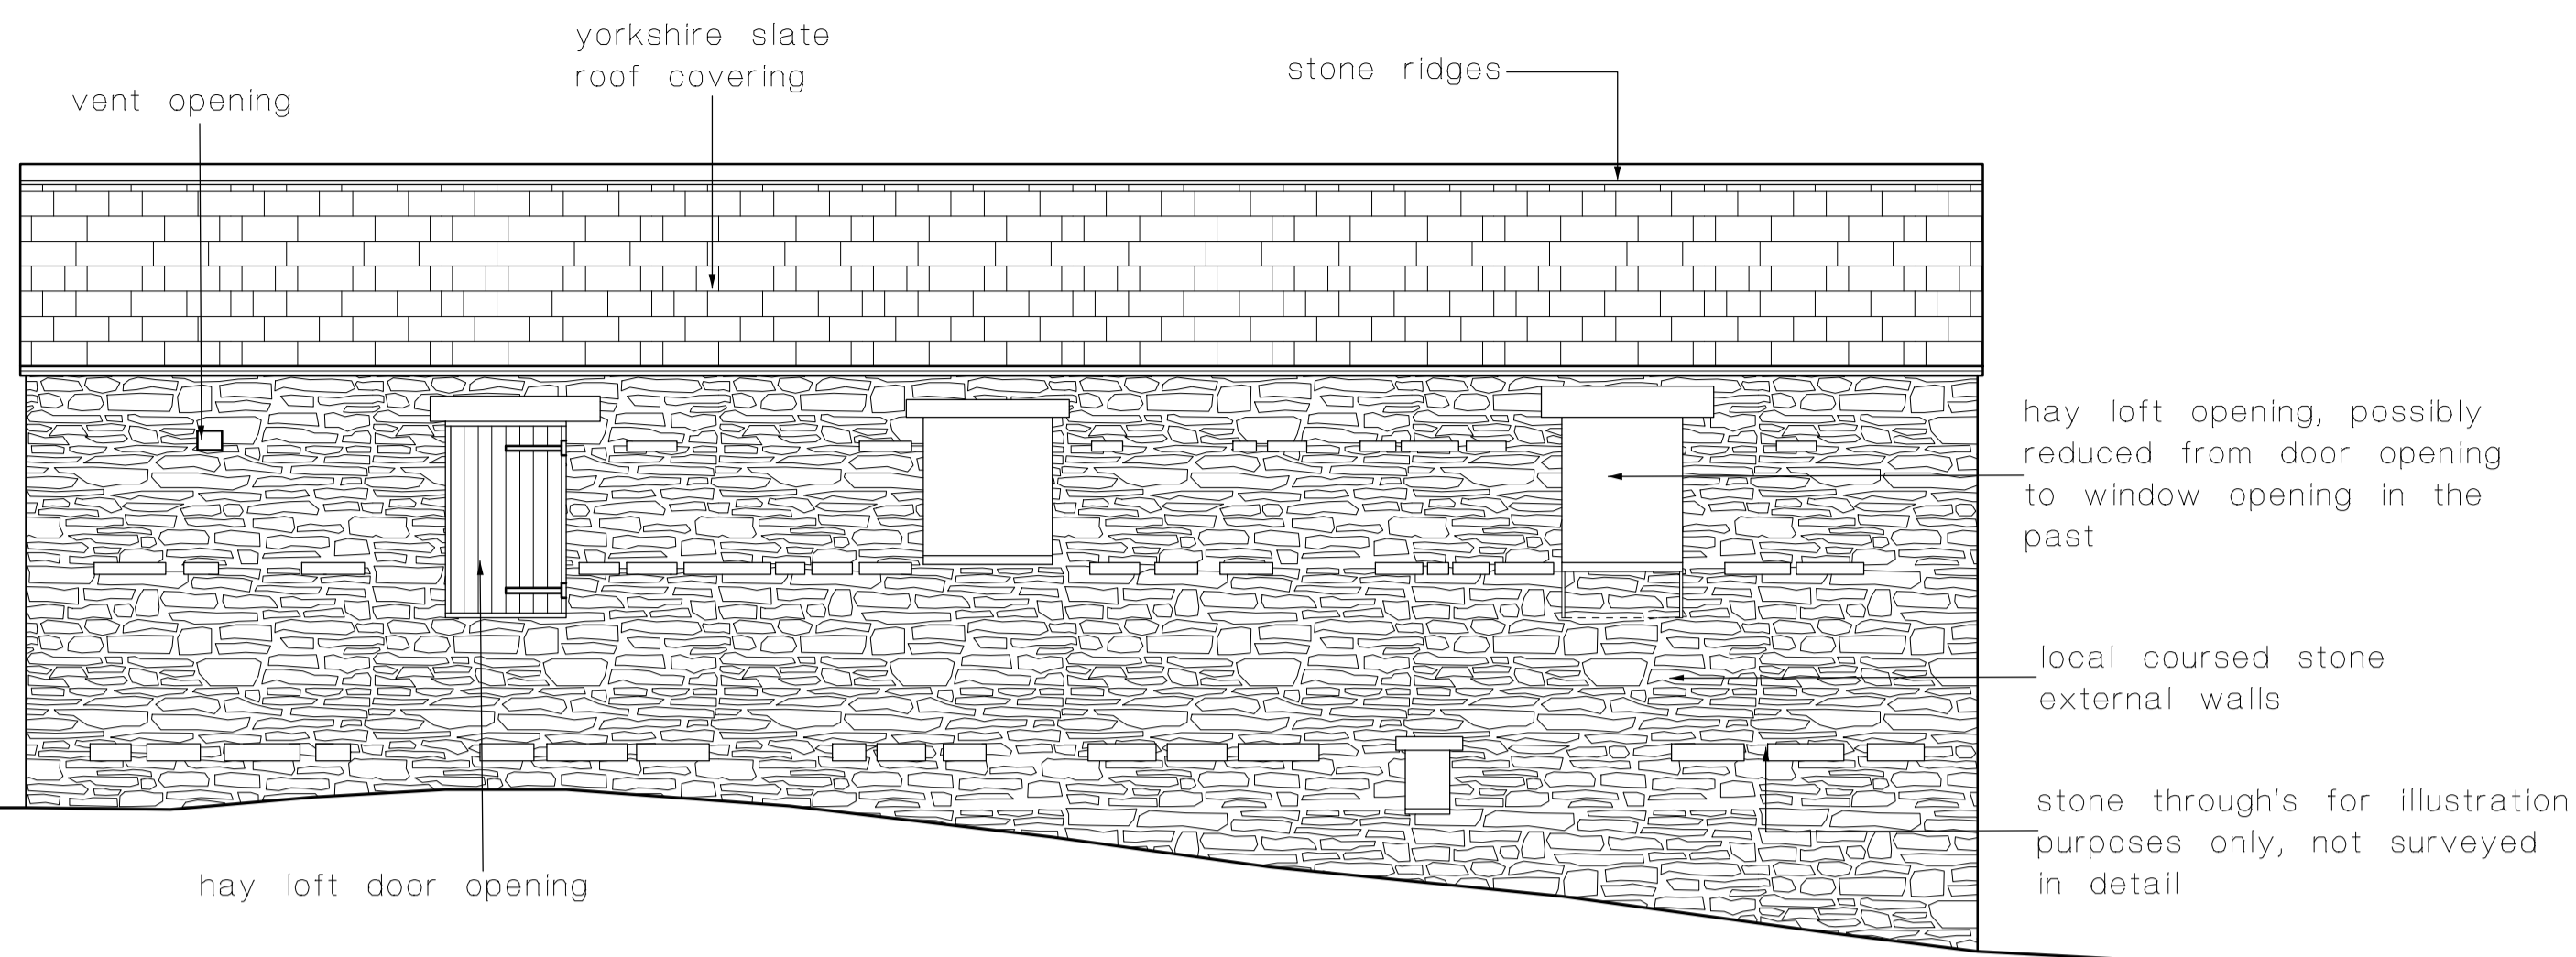 yorkshire slate
roof covering
stone ridges
vent opening
hay loft opening, possibly
reduced from door opening
to window opening in the
past
local coursed stone
external walls
stone through's for illustration
purposes only, not surveyed
in detail
hay loft door opening